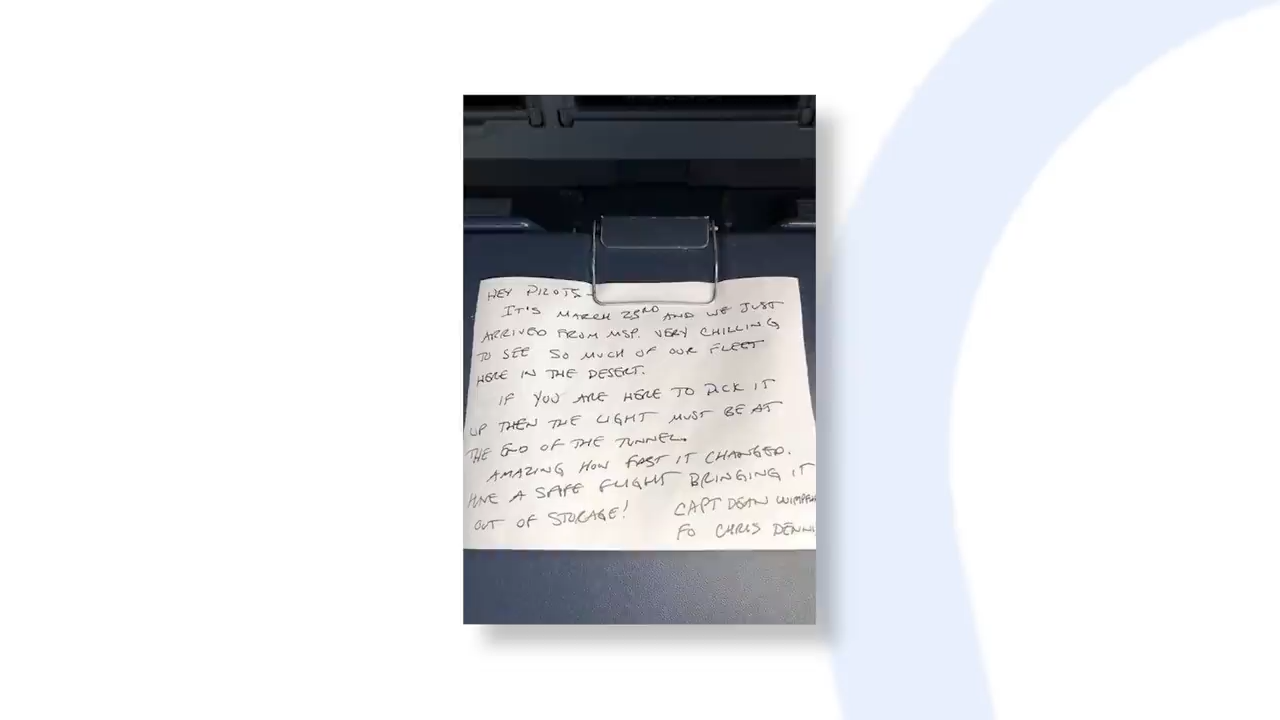 HEY PILOTS-
IT'S MARCH 23RD AND WE JUST
ARRIVED FROM MSP. VERY CHILLING
TO SEE SO MUCH OF OUR FLEET
HERE IN THE DESERT.
IF YOU ARE HERE TO PICK IT
UP THEN THE LIGHT MUST BE AT
THE END OF THE TUNNEL.
AMAZING HOW FAST IT CHANGED.
HAVE A SAFE FLIGHT BRINGING IT
OUT OF STORAGE! CAPT DEAN
FO CHRIS